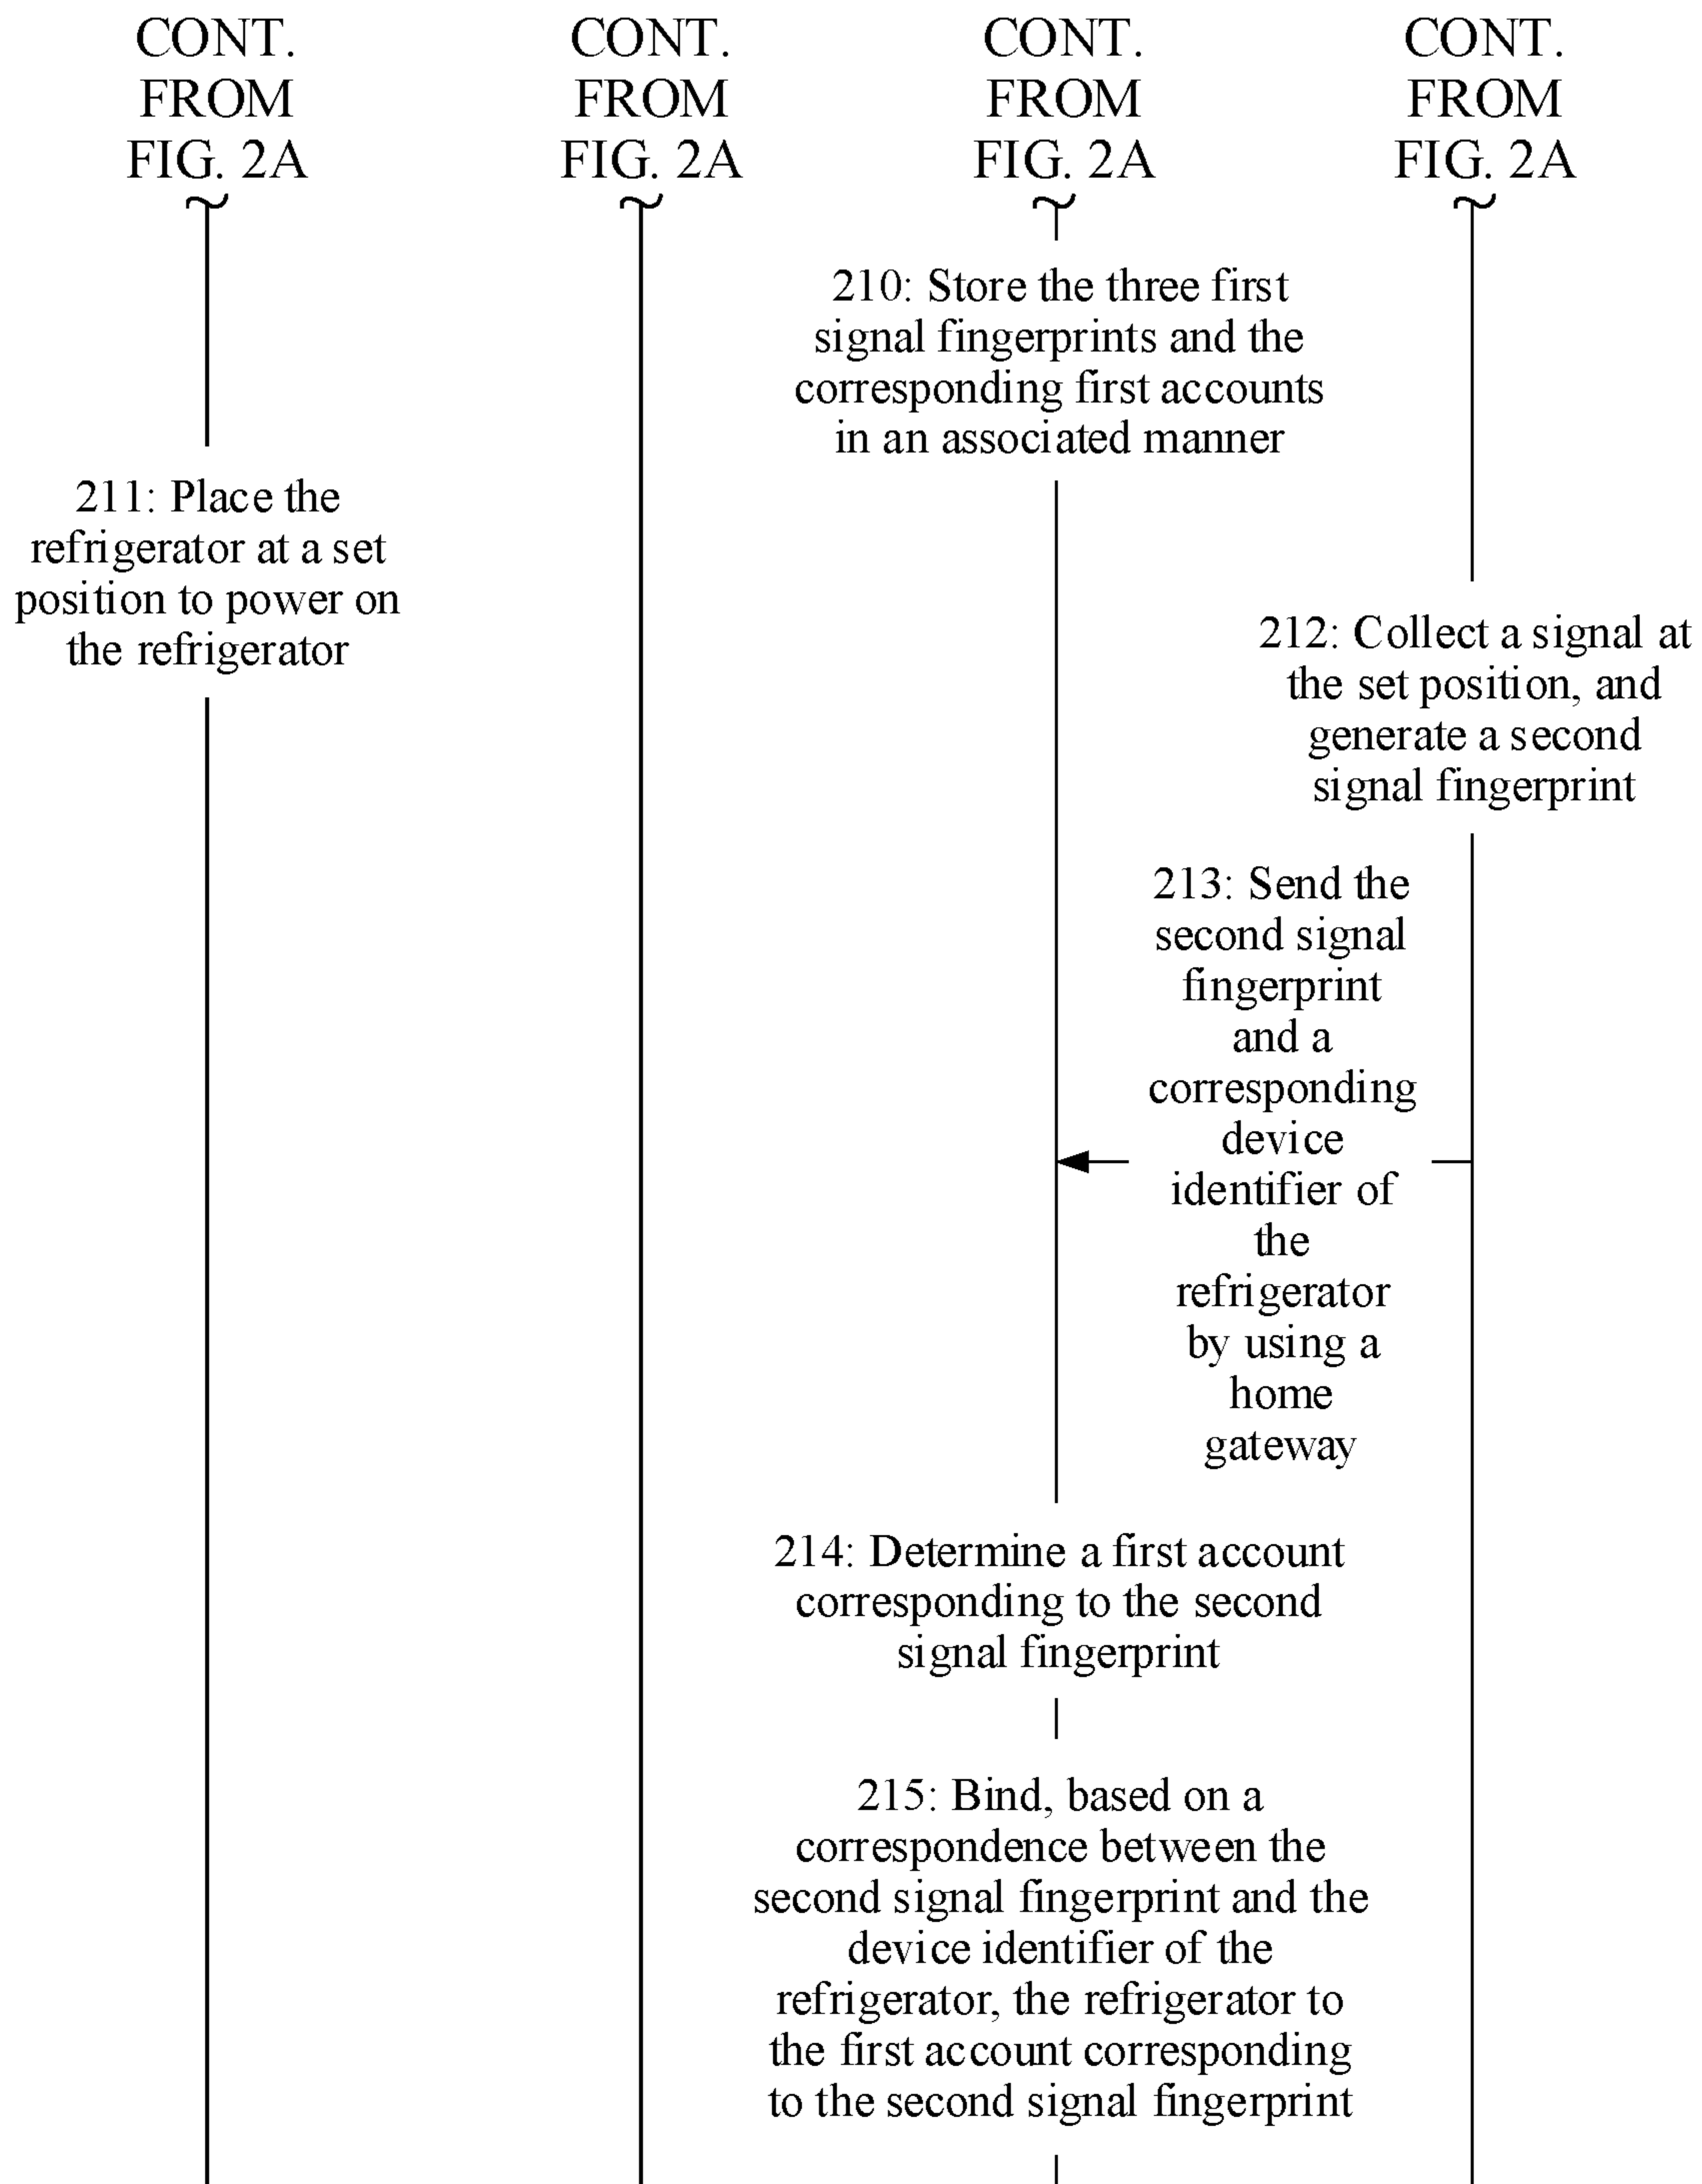 CONT.
FROM
FIG. 2A
CONT.
FROM
FIG. 2A
CONT.
FROM
FIG. 2A
CONT.
FROM
FIG. 2A
210: Store the three first
signal fingerprints and the
corresponding first accounts
in an associated manner
211: Place the
refrigerator at a set
position to power on
the refrigerator
212: Collect a signal at
the set position, and
generate a second
signal fingerprint
213: Send the
second signal
fingerprint
and a
corresponding
device
identifier of
the
refrigerator
by using a
home
gateway
214: Determine a first account
corresponding to the second
signal fingerprint
215: Bind, based on a
correspondence between the
second signal fingerprint and the
device identifier of the
refrigerator, the refrigerator to
the first account corresponding
to the second signal fingerprint